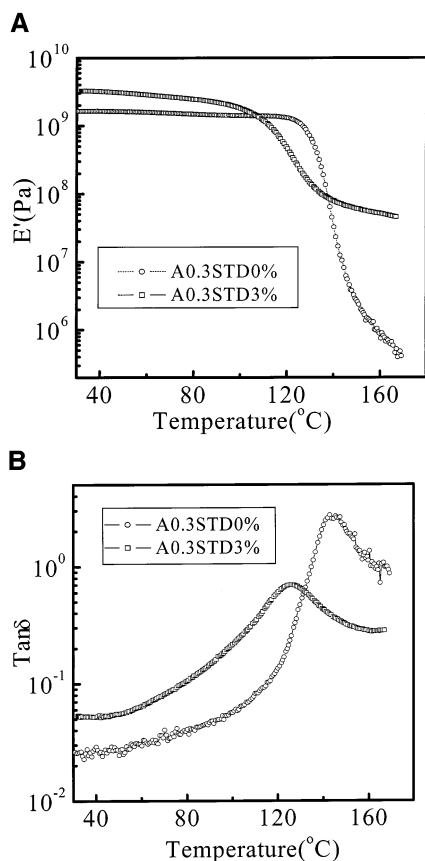 A
10^10
10^9
10^8
10^7
10^6
E'(Pa)
A0.3STD0%
A0.3STD3%
40 80 120 160
Temperature(°C)
B
A0.3STD0%
A0.3STD3%
10^0
10^-1
10^-2
Tanδ
40 80 120 160
Temperature(°C)